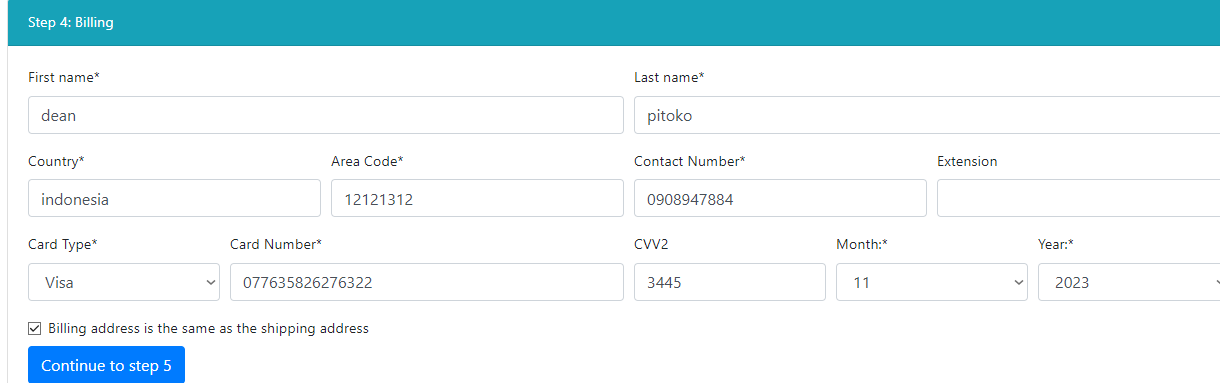 Step 4: Billing
First name* Last name*
dean pitoko
Country* Area Code* Contact Number* Extension
indonesia 12121312 0908947884
Card Type* Card Number* CVV2 Month:* Year:*
Visa 077635826276322 3445 11 2023
Billing address is the same as the shipping address
Continue to step 5